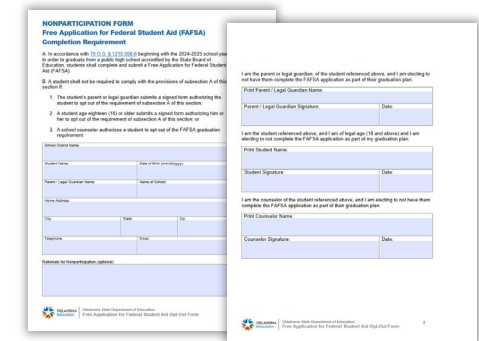 NONPARTICIPATION FORM
Free Application for Federal Student Aid (FAFSA)
Completion Requirement
A. In accordance with 70 O.S. § 1210.508-6 beginning with the 2024-2025 school year
in order to graduate from a public high school accredited by the State Board of
Education, students shall complete and submit a Free Application for Federal Student
Aid (FAFSA).
B. A student shall not be required to comply with the provisions of subsection A of this
section if:
1. The student's parent or legal guardian submits a signed form authorizing the
student to opt out of the requirement of subsection A of this section;
2. A student age eighteen (18) or older submits a signed form authorizing him or
her to opt out of the requirement of subsection A of this section; or
3. A school counselor authorizes a student to opt out of the FAFSA graduation
requirement
School District Name:
Student Name:
Date of Birth (mm/dd/yyyy):
Parent / Legal Guardian Name:
Name of School:
Home Address:
City:
State:
Zip:
Telephone:
Email:
Rationale for Nonparticipation (optional)
OKLAHOMA
Education
Oklahoma State Department of Education
Free Application for Federal Student Aid Opt-Out Form
I am the parent or legal guardian, of the student referenced above, and I am electing to
not have them complete the FAFSA application as part of their graduation plan.
Print Parent / Legal Guardian Name:
Parent / Legal Guardian Signature:
Date:
I am the student referenced above, and I am of legal age (18 and above) and I am
electing to not complete the FAFSA application as part of my graduation plan.
Print Student Name:
Student Signature
Date:
I am the counselor of the student referenced above, and I am electing to not have them
complete the FAFSA application as part of their graduation plan.
Print Counselor Name:
Counselor Signature:
Date:
OKLAHOMA
Education
Oklahoma State Department of Education
Free Application for Federal Student Aid Opt-Out Form
2